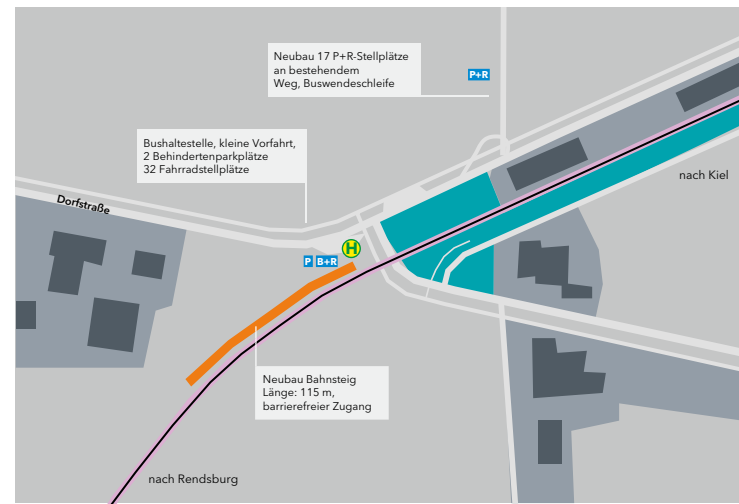 Neubau 17 P+R-Stellplätze
an bestehendem
Weg, Buswendeschleife
P+R
Bushaltestelle, kleine Vorfahrt,
2 Behindertenparkplätze
32 Fahrradstellplätze
nach Kiel
Dorfstraße
H
P B+R
Neubau Bahnsteig
Länge: 115 m,
barrierefreier Zugang
nach Rendsburg